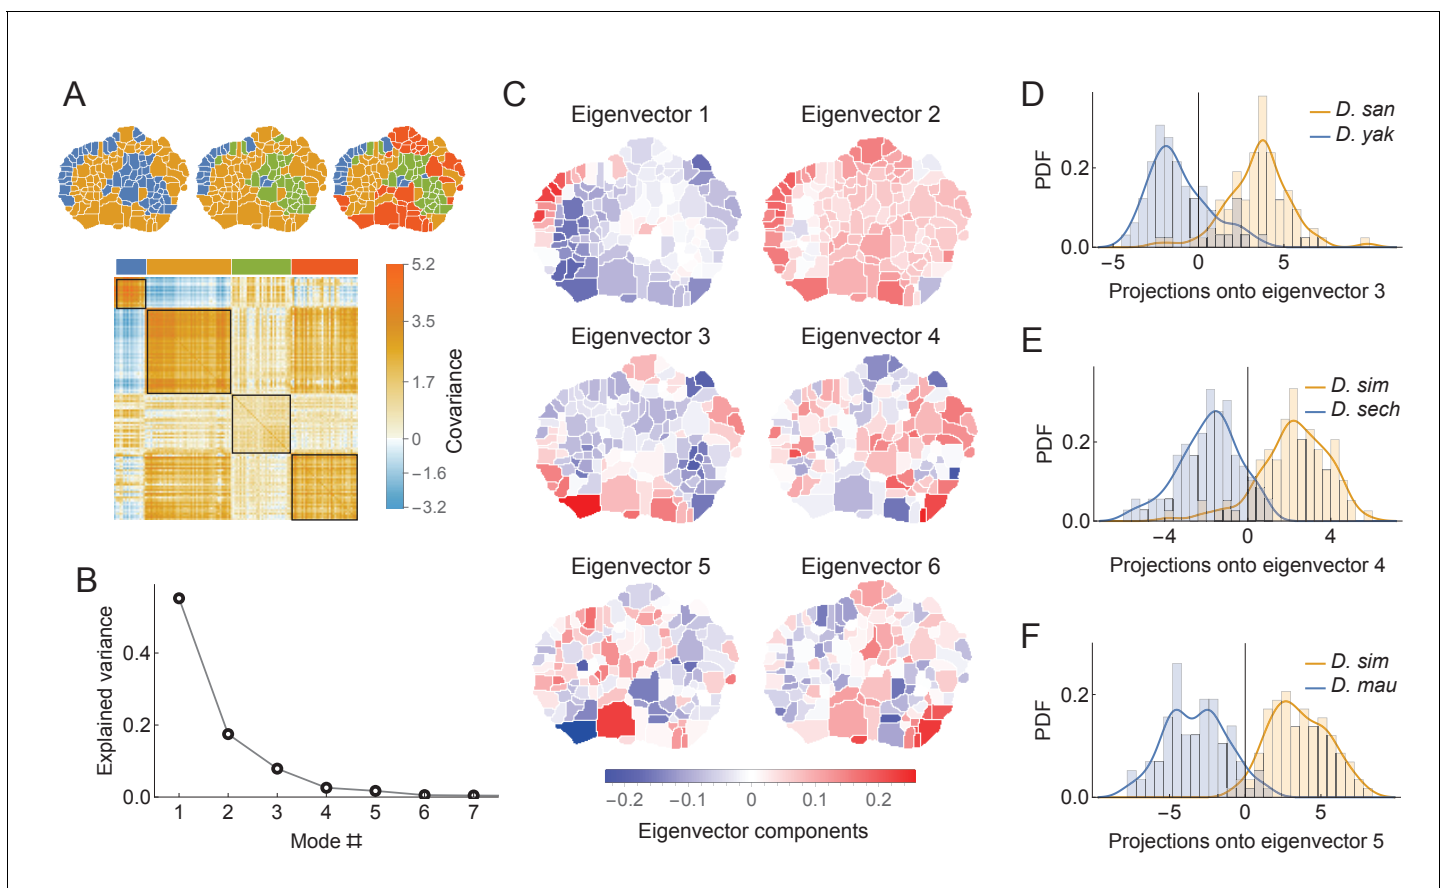 A
5.2
3.5
1.7
0
−1.6
−3.2
Covariance
B
Explained variance
0.4
0.2
0.0
1 2 3 4 5 6 7
Mode #
C
Eigenvector 1
Eigenvector 2
Eigenvector 3
Eigenvector 4
Eigenvector 5
Eigenvector 6
−0.2 −0.1 0 0.1 0.2
Eigenvector components
D
PDF
0.2
0.0
D. san
D. yak
−5 0 5
Projections onto eigenvector 3
E
PDF
0.2
0.0
D. sim
D. sech
−4 0 4
Projections onto eigenvector 4
F
PDF
0.2
0.0
D. sim
D. mau
−5 0 5
Projections onto eigenvector 5